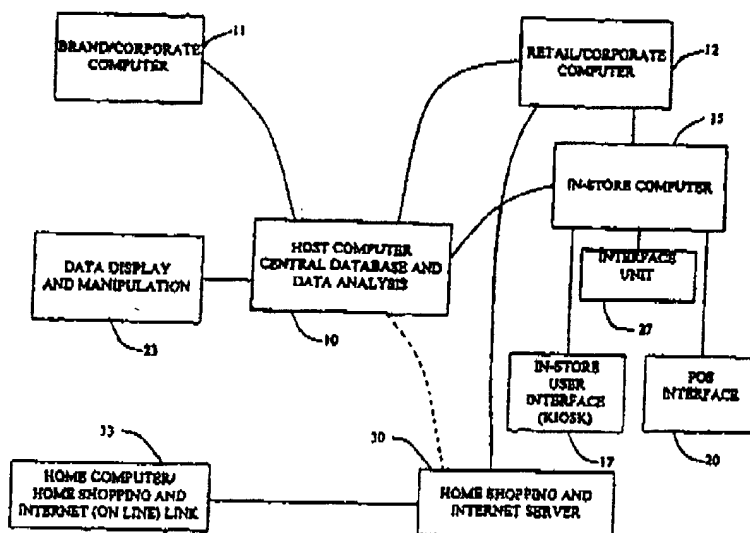 11
BRAND/CORPORATE
COMPUTER
RETAIL/CORPORATE
COMPUTER
12
15
IN-STORE COMPUTER
HOST COMPUTER
CENTRAL DATABASE AND
DATA ANALYSIS
10
DATA DISPLAY
AND MANIPULATION
23
INTERFACE
UNIT
27
IN-STORE
USER
INTERFACE
(KIOSK)
17
POS
INTERFACE
20
33
HOME COMPUTER/
HOME SHOPPING AND
INTERNET (ON LINE) LINK
30
HOME SHOPPING AND
INTERNET SERVER